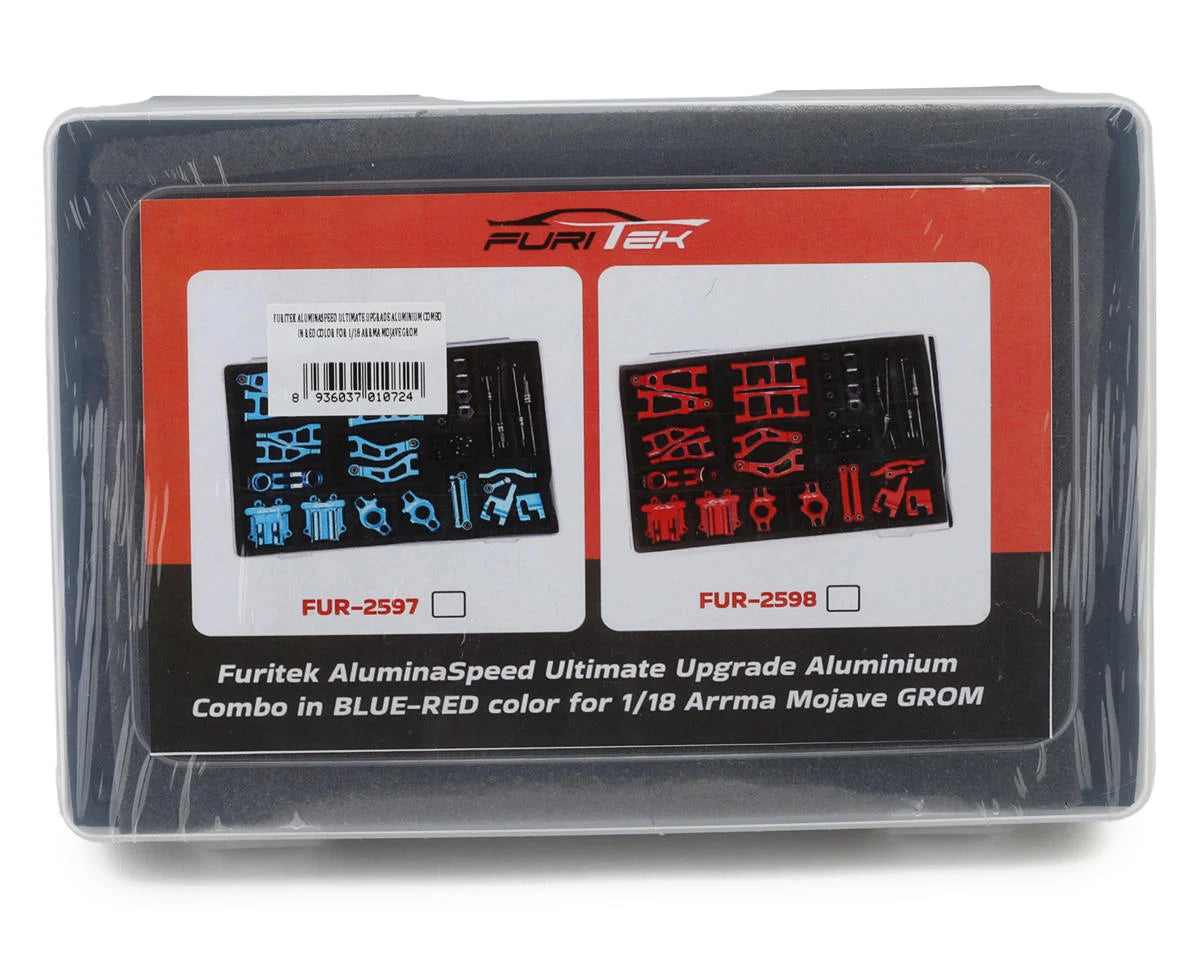 FURITEK
FURITEK ALUMINASPEED ULTIMATE UPGRADE ALUMINIUM COMBO
IN RED COLOR FOR 1/18 ARRMA MOJAVE GROM
8 936037 010724
FUR-2597
FUR-2598
Furitek AluminaSpeed Ultimate Upgrade Aluminium
Combo in BLUE-RED color for 1/18 Arrma Mojave GROM